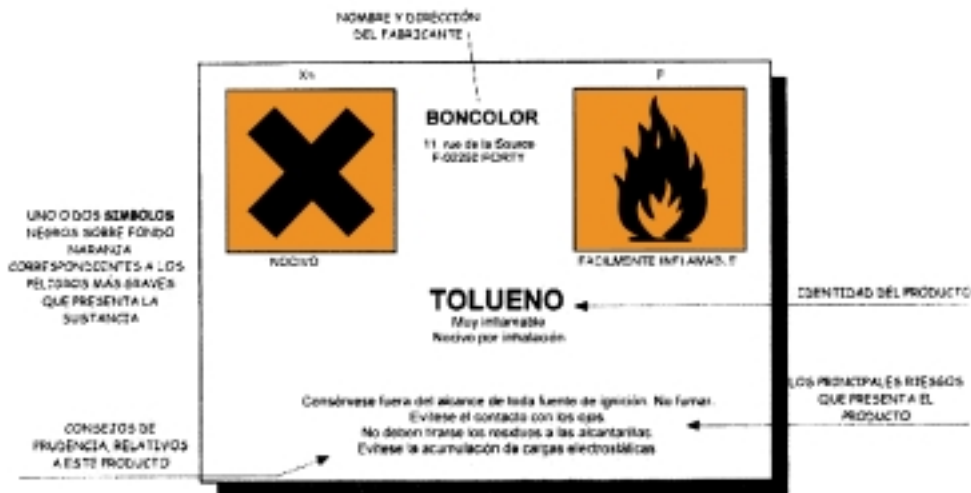 NOMBRE Y DIRECCIÓN
DEL FABRICANTE
Xn
F
BONCOLOR
11 rue de la Source
NOCIVO
FACILMENTE INFLAMABLE
UNO O DOS SIMBOLOS
NEGROS SOBRE FONDO
NARANJA
CORRESPONDIENTES A LOS
PELIGROS MÁS GRAVES
QUE PRESENTA LA
SUSTANCIA
TOLUENO
Muy inflamable
Nocivo por inhalación
IDENTIDAD DEL PRODUCTO
LOS PRINCIPALES RIESGOS
QUE PRESENTA EL
PRODUCTO
Consérvese fuera del alcance de toda fuente de ignición. No fumar.
Evítese el contacto con los ojos.
No deben tirarse los residuos a las alcantarillas.
Evítese la acumulación de cargas electrostáticas
CONSEJOS DE
PRUDENCIA, RELATIVOS
A ESTE PRODUCTO